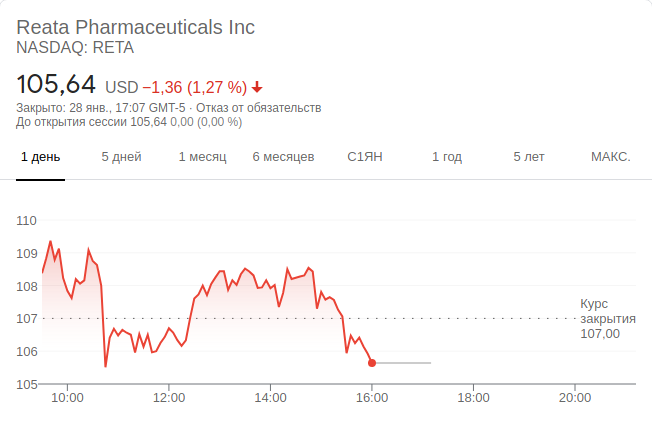 Reata Pharmaceuticals Inc
NASDAQ: RETA
105,64 USD −1,36 (1,27 %)
Закрыто: 28 янв., 17:07 GMT-5 · Отказ от обязательств
До открытия сессии 105,64 0,00 (0,00 %)
1 день 5 дней 1 месяц 6 месяцев С1ЯН 1 год 5 лет МАКС.
110
109
108
107
106
105
Курс
закрытия
107,00
10:00 12:00 14:00 16:00 18:00 20:00